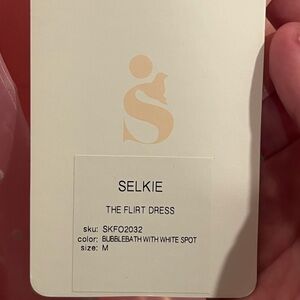 SELKIE
THE FLIRT DRESS
sku: SKFO2032
color: BUBBLEBATH WITH WHITE SPOT
size: M